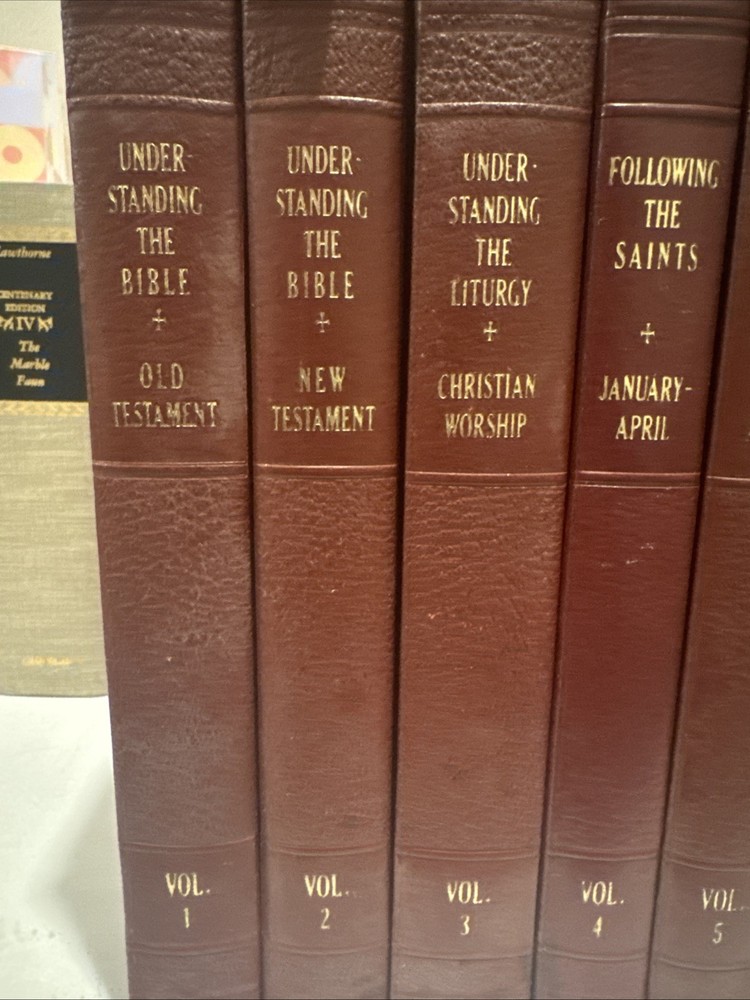 awthorne
CENTENARY
EDITION
IV
The
Marble
Faun
UNDER-
STANDING
THE
BIBLE
OLD
TESTAMENT
VOL.
1
UNDER-
STANDING
THE
BIBLE
NEW
TESTAMENT
VOL.
2
UNDER-
STANDING
THE
LITURGY
CHRISTIAN
WORSHIP
VOL.
3
FOLLOWING
THE
SAINTS
JANUARY-
APRIL
VOL.
4
VOL.
5